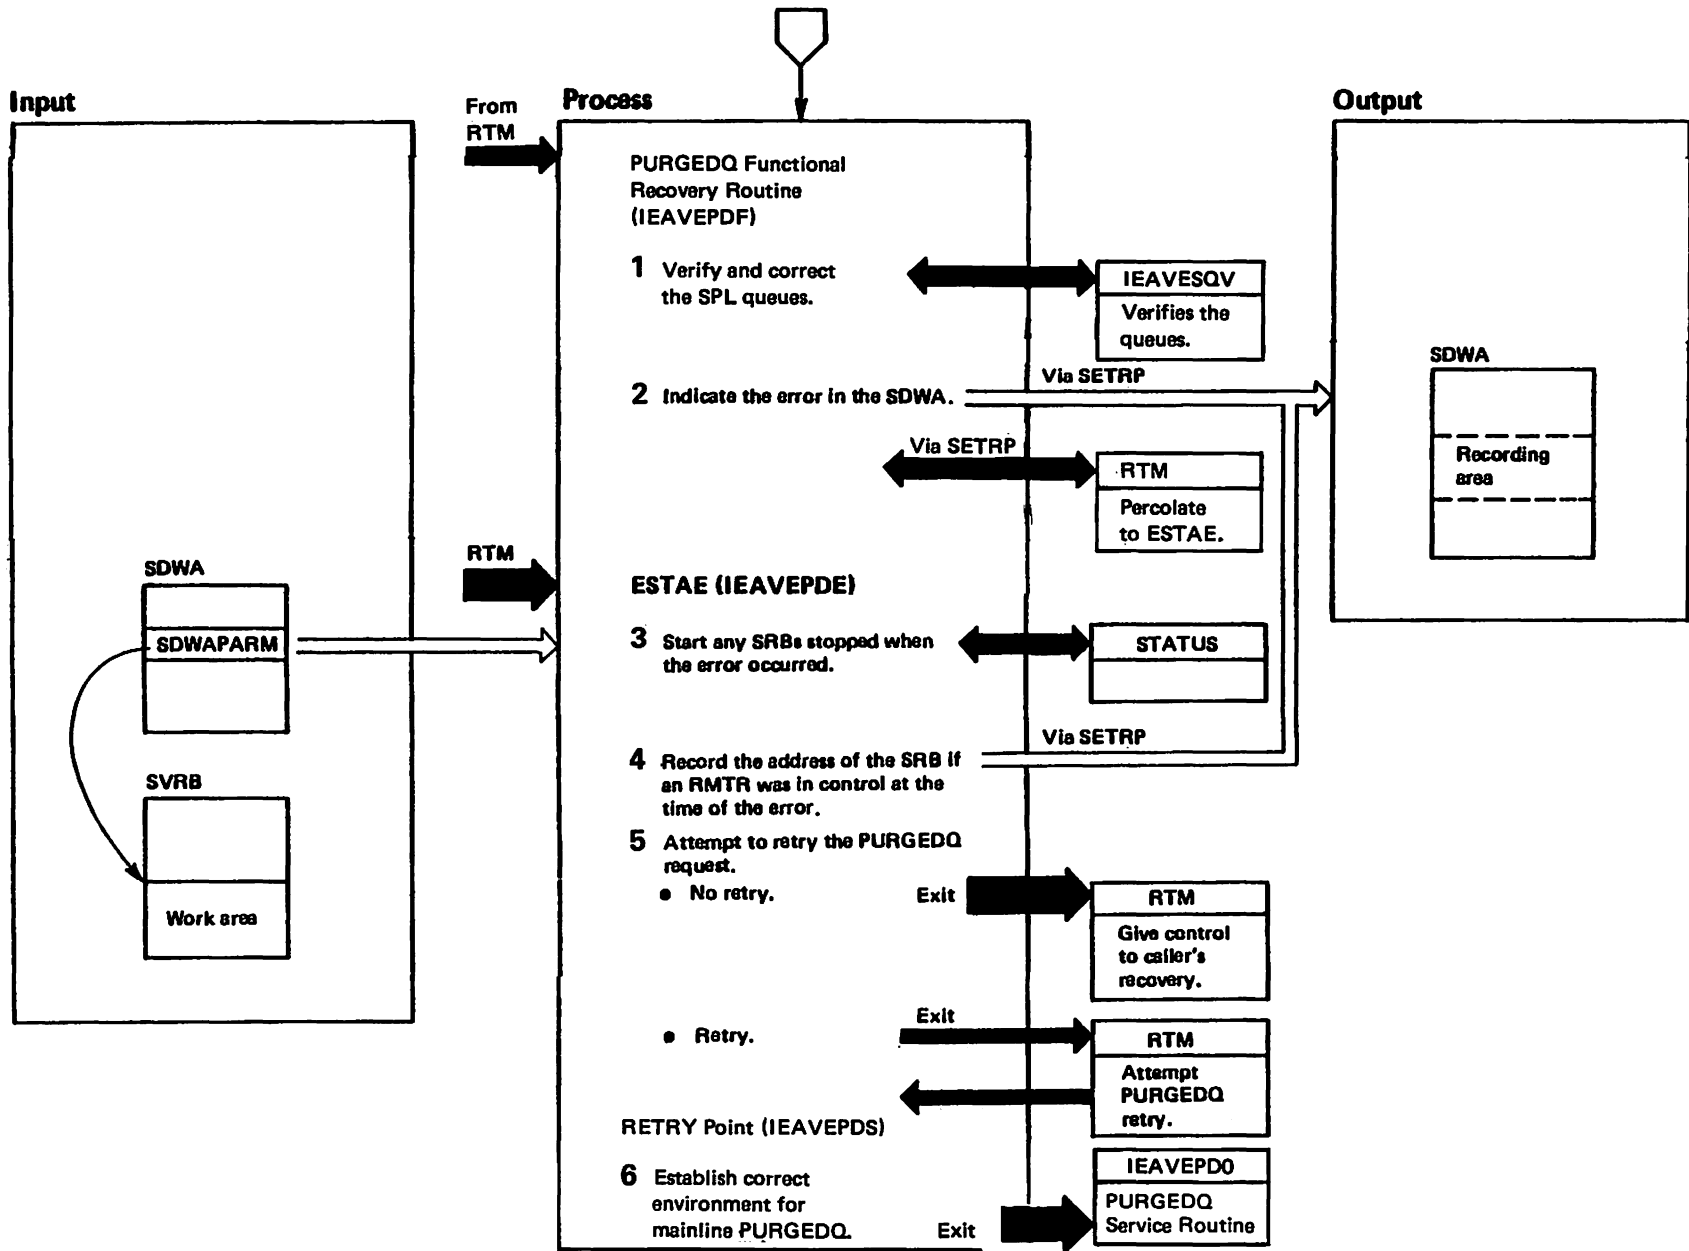 Input
From
RTM
Process
Output
PURGEDQ Functional
Recovery Routine
(IEAVEPDF)
1 Verify and correct
the SPL queues.
IEAVESQV
Verifies the
queues.
2 Indicate the error in the SDWA.
Via SETRP
SDWA
Recording
area
Via SETRP
RTM
Percolate
to ESTAE.
RTM
ESTAE (IEAVEPDE)
SDWA
SDWAPARM
3 Start any SRBs stopped when
the error occurred.
STATUS
4 Record the address of the SRB if
an RMTR was in control at the
time of the error.
Via SETRP
SVRB
Work area
5 Attempt to retry the PURGEDQ
request.
• No retry.
Exit
RTM
Give control
to caller's
recovery.
• Retry.
Exit
RTM
Attempt
PURGEDQ
retry.
RETRY Point (IEAVEPDS)
6 Establish correct
environment for
mainline PURGEDQ.
Exit
IEAVEPD0
PURGEDQ
Service Routine